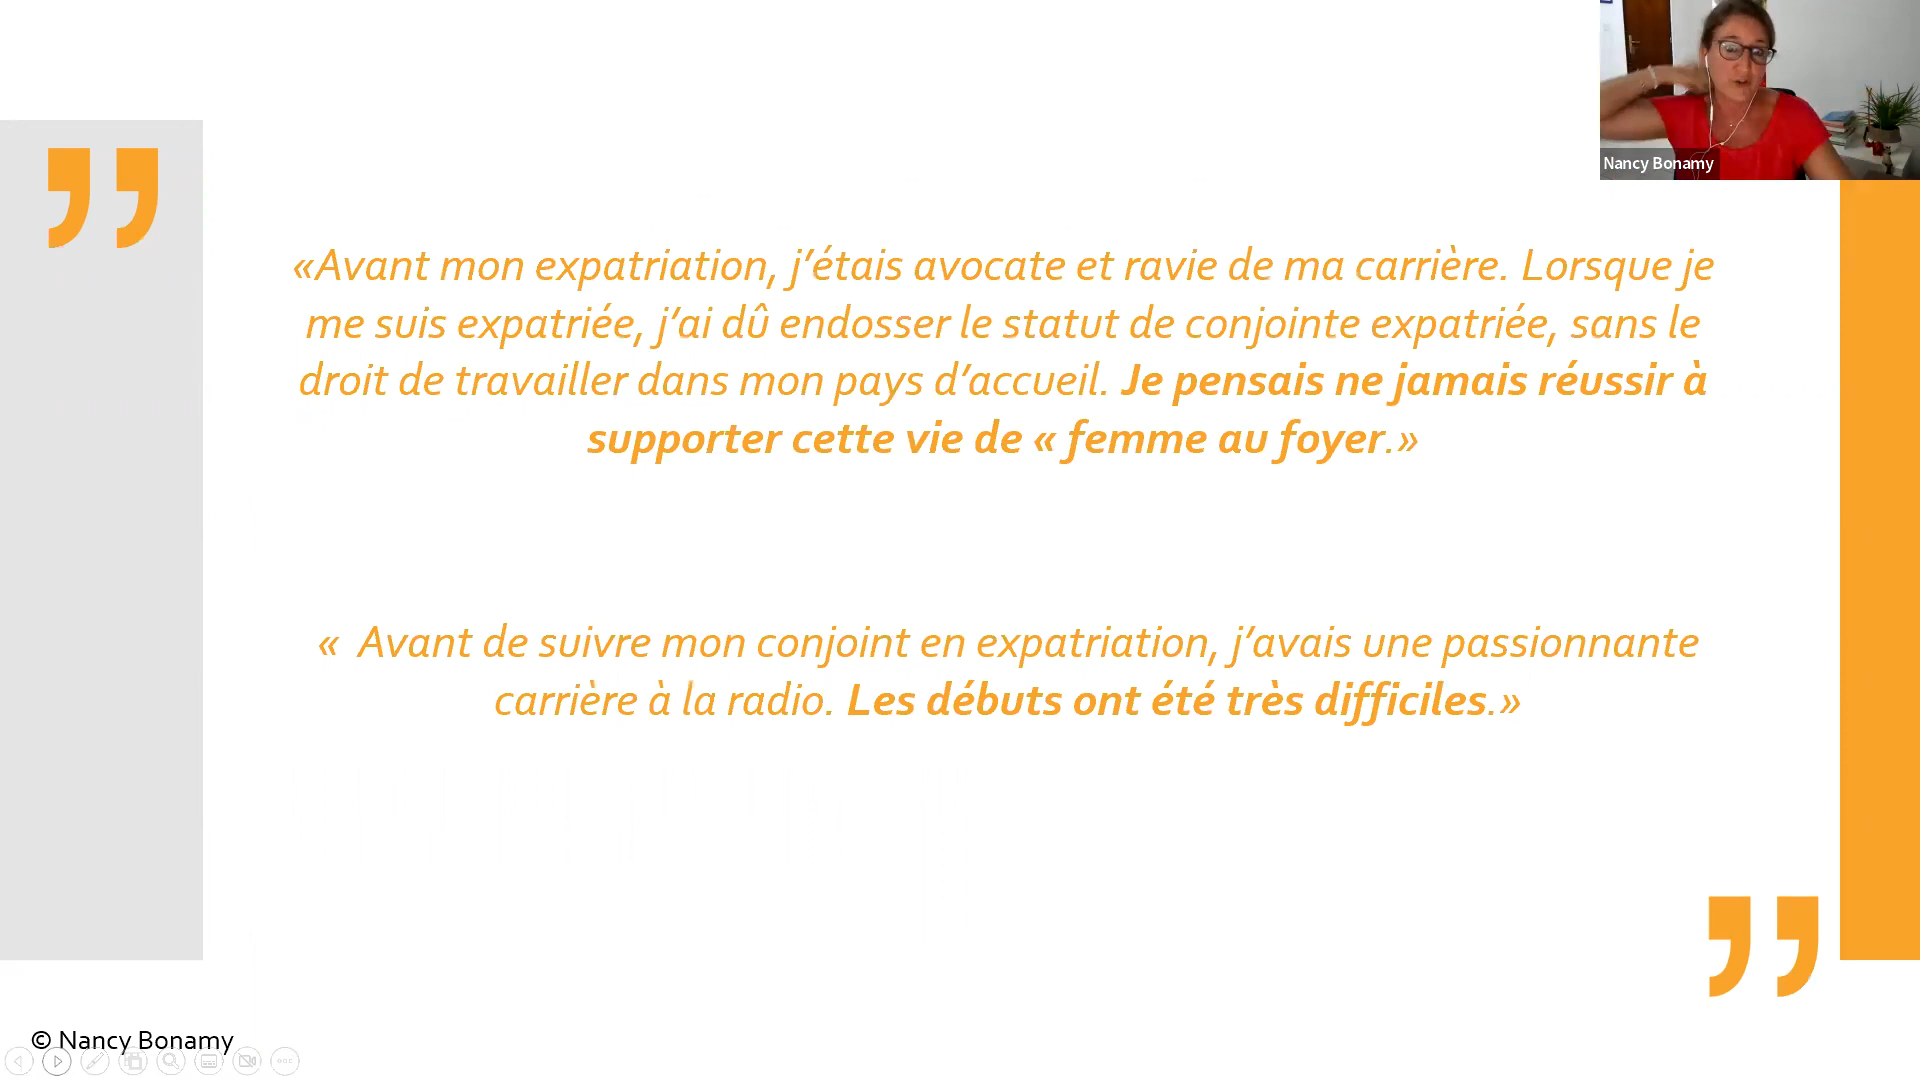 Nancy Bonamy
«Avant mon expatriation, j’étais avocate et ravie de ma carrière. Lorsque je
me suis expatriée, j’ai dû endosser le statut de conjointe expatriée, sans le
droit de travailler dans mon pays d’accueil. Je pensais ne jamais réussir à
supporter cette vie de « femme au foyer.»
«  Avant de suivre mon conjoint en expatriation, j’avais une passionnante
carrière à la radio. Les débuts ont été très difficiles.»
© Nancy Bonamy